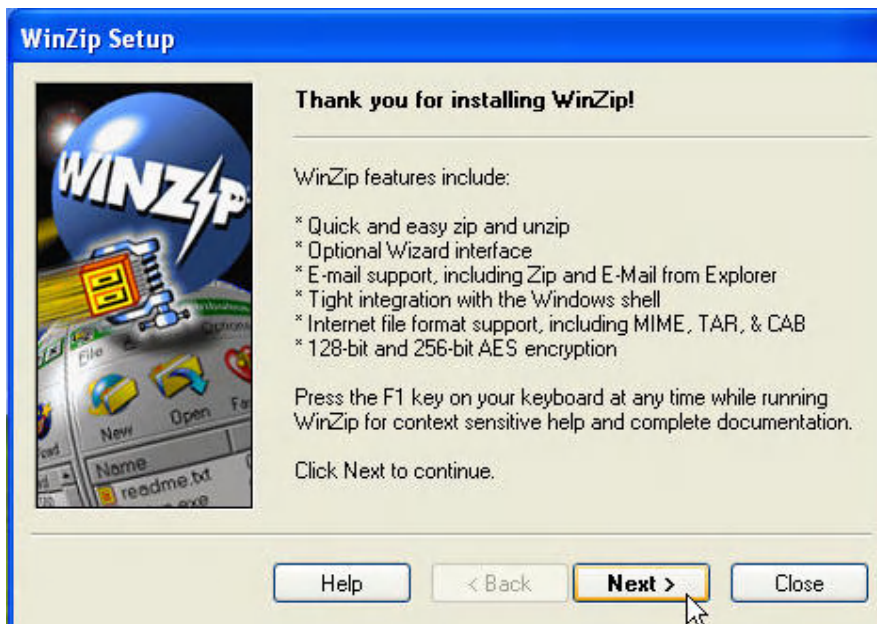 WinZip Setup
WINZIP
File
Options
New
Open
Name
readme.txt
Thank you for installing WinZip!
WinZip features include:
* Quick and easy zip and unzip
* Optional Wizard interface
* E-mail support, including Zip and E-Mail from Explorer
* Tight integration with the Windows shell
* Internet file format support, including MIME, TAR, & CAB
* 128-bit and 256-bit AES encryption
Press the F1 key on your keyboard at any time while running
WinZip for context sensitive help and complete documentation.
Click Next to continue.
Help
< Back
Next >
Close